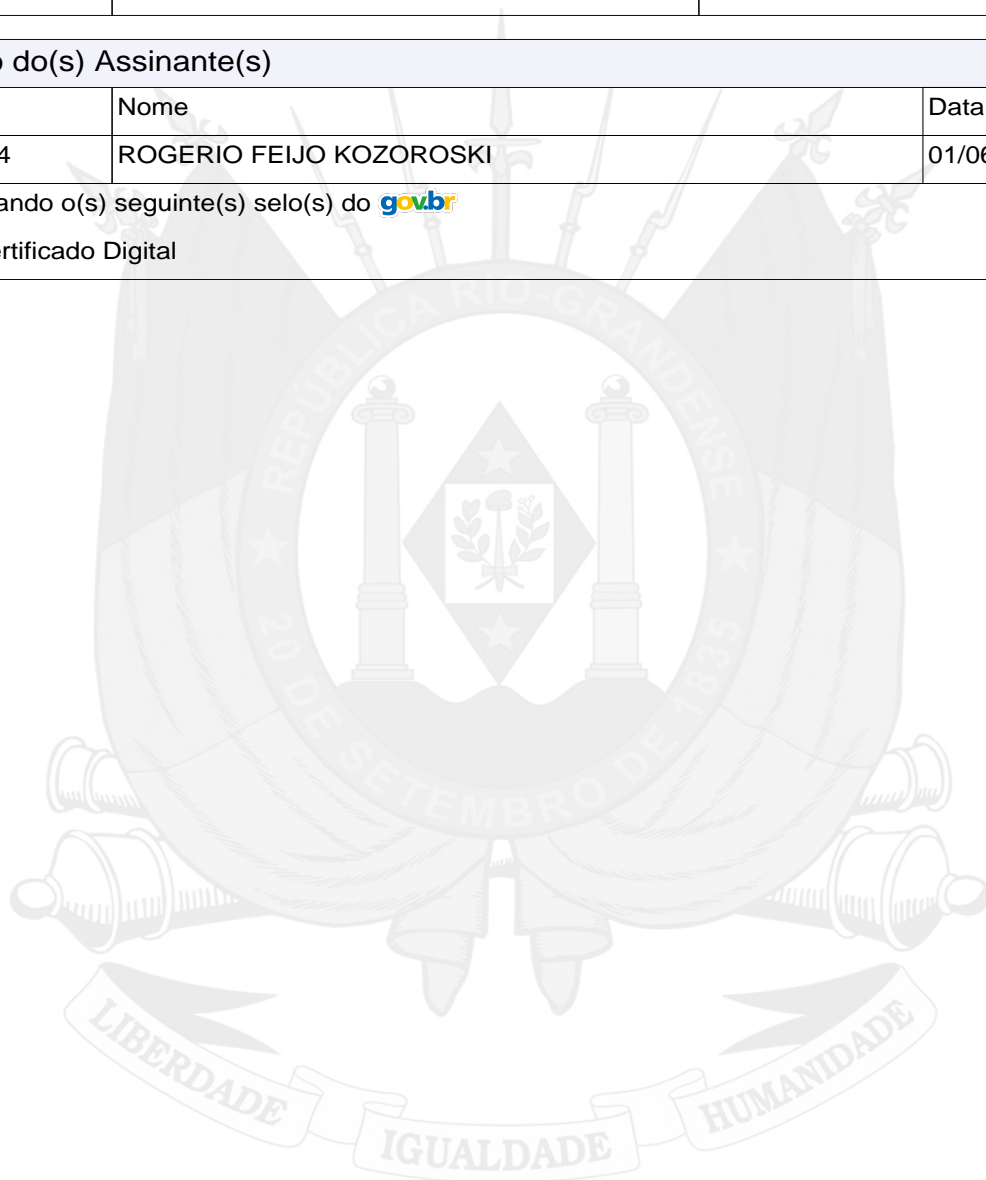 o do(s) Assinante(s)
Nome Data
4 ROGERIO FEIJO KOZOROSKI 01/06
ando o(s) seguinte(s) selo(s) do gov.br
rtificado Digital
REPÚBLICA RIO-GRANDENSE
20 DE SETEMBRO DE 1835
LIBERDADE IGUALDADE HUMANIDADE